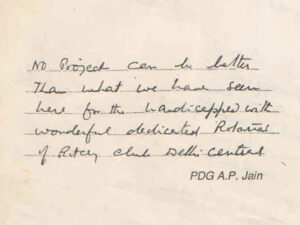 No Project can be better
Than what we have seen
here for the handicapped with
wonderful dedicated Rotarians
of Rotary Club Delhi Central
PDG A.P. Jain